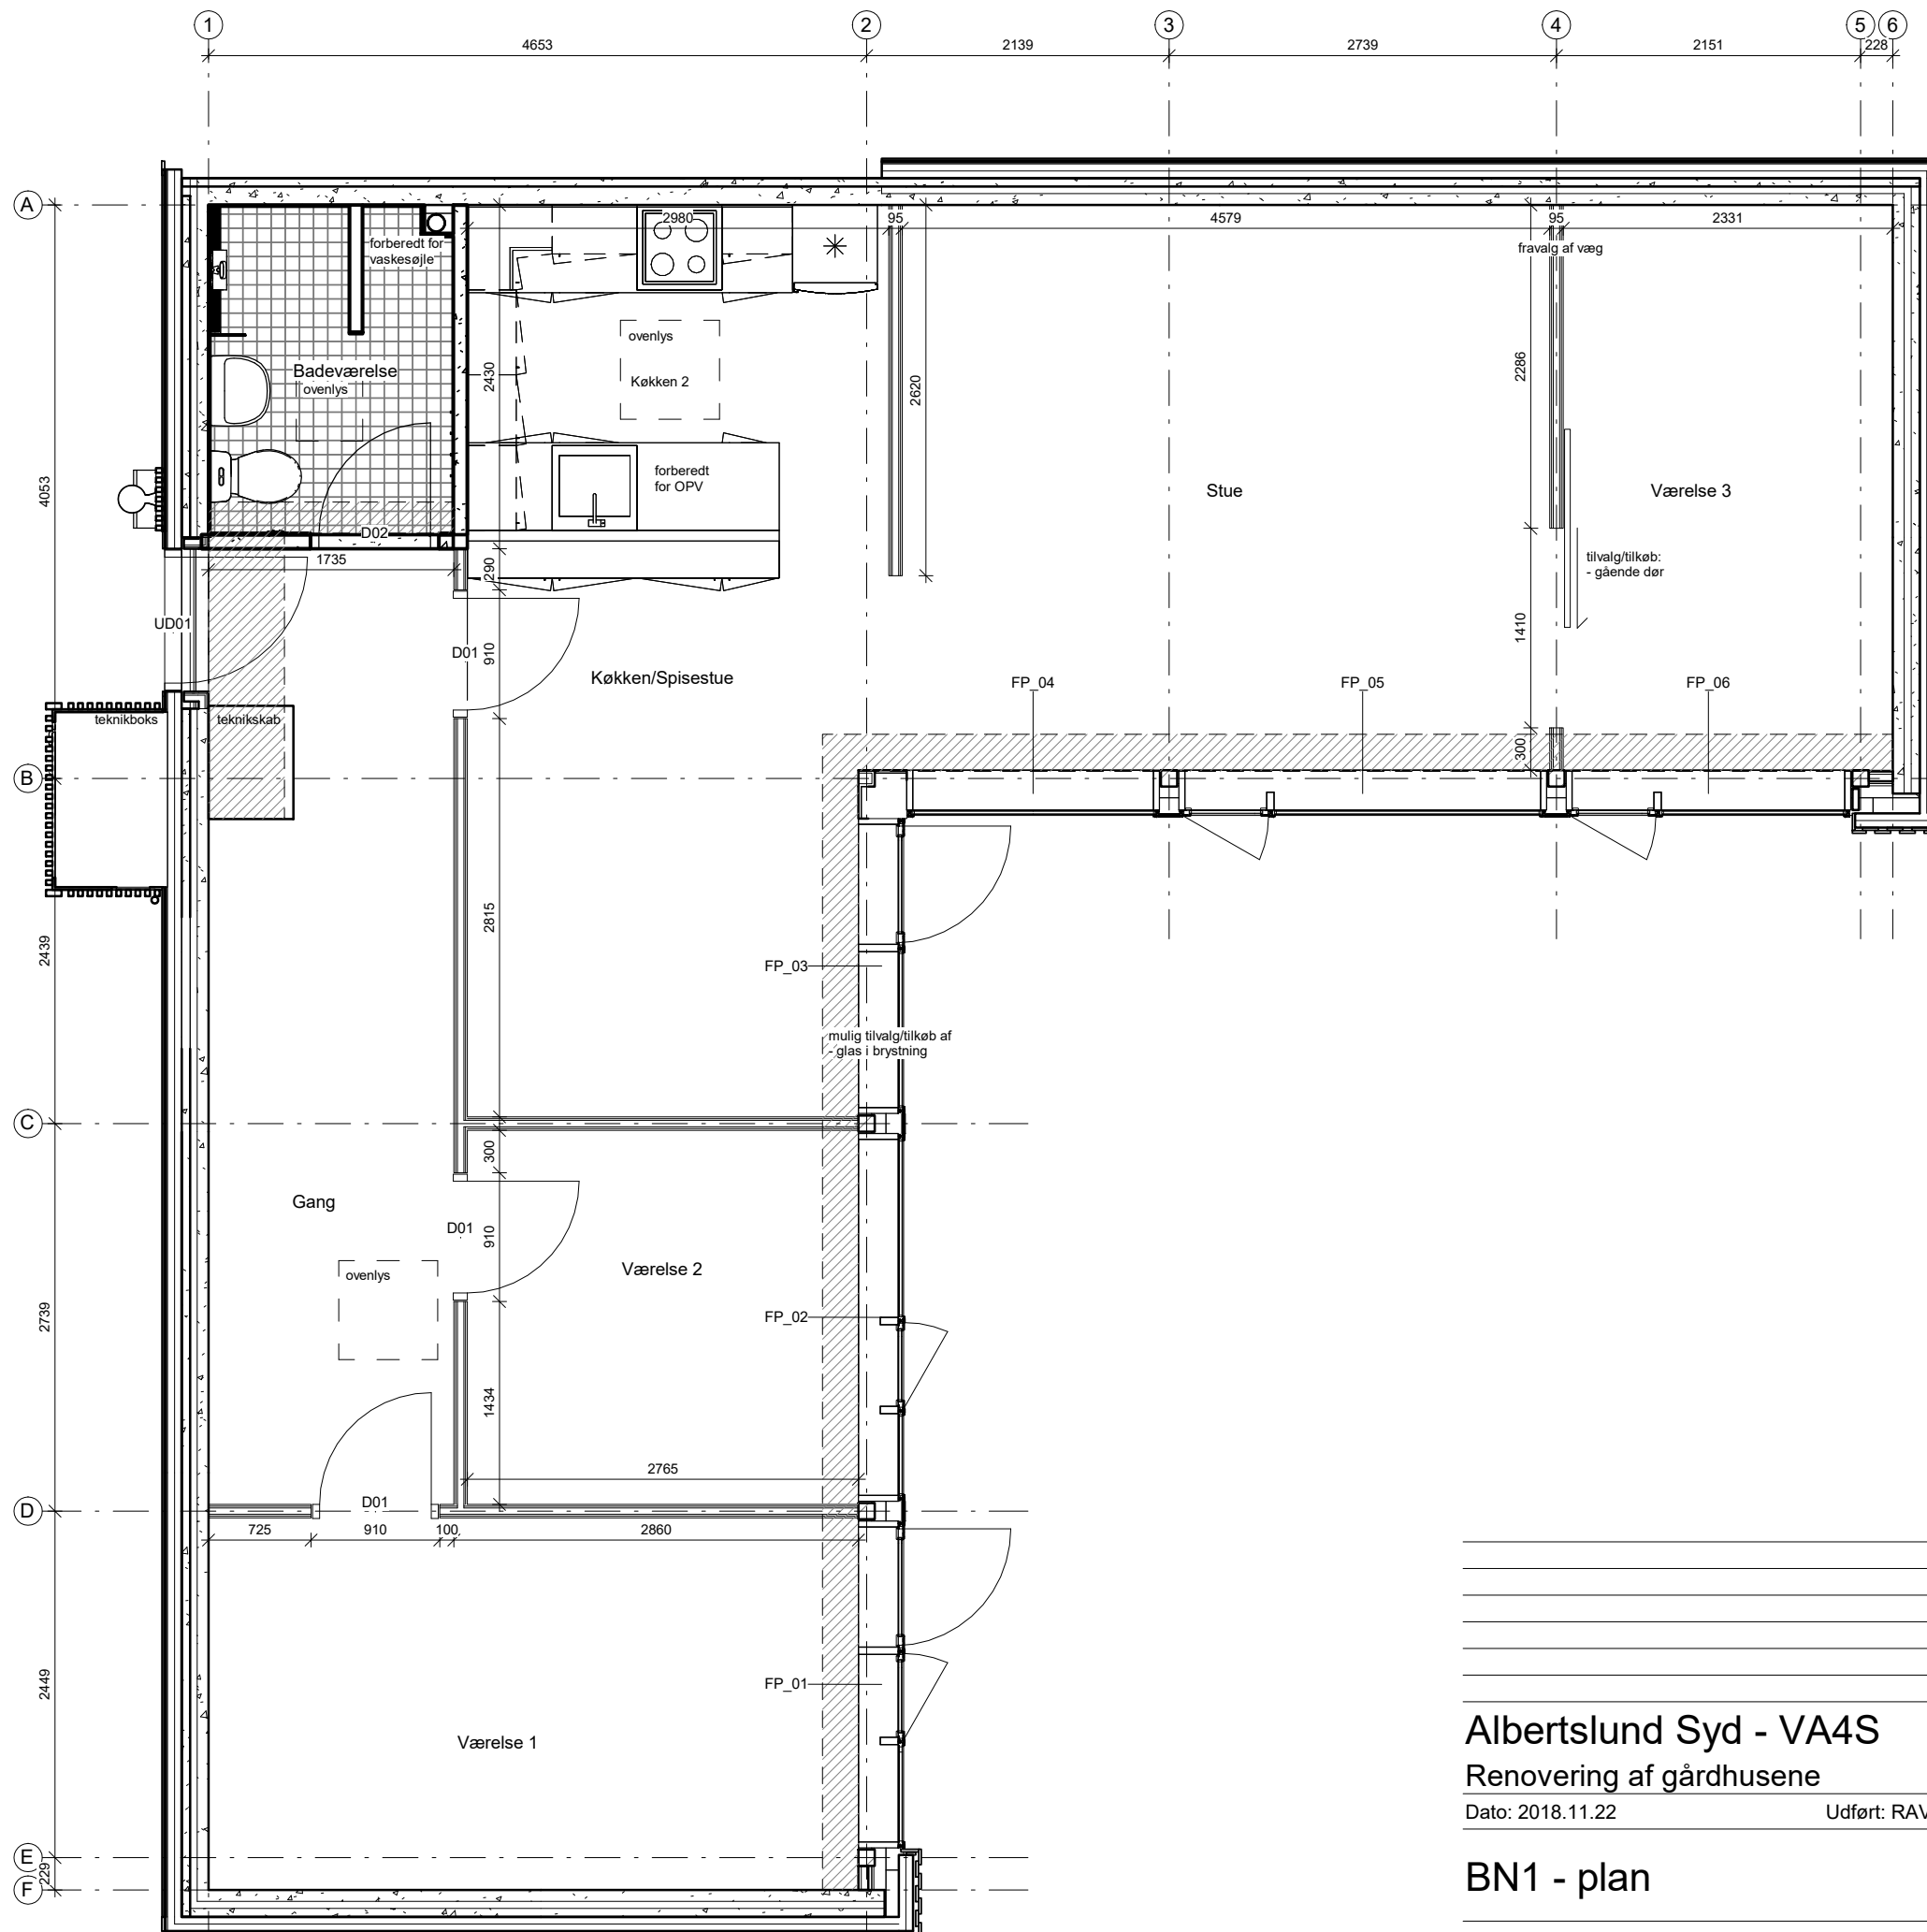 1 2 3 4 5 6
4653 2139 2739 2151 228
A
2980 95 4579 95 2331
forberedt for
vaskesøjle
fravalg af væg
ovenlys
Køkken 2
2430
2620
2286
Badeværelse
ovenlys
forberedt
for OPV
Stue
Værelse 3
4053
D02
1735
290
tilvalg/tilkøb:
- gående dør
UD01
D01
910
1410
Køkken/Spisestue
FP_04
FP_05
FP_06
teknikboks
teknikskab
300
B
2815
2439
FP_03
mulig tilvalg/tilkøb af
- glas i brystning
C
300
Gang
D01
910
ovenlys
Værelse 2
2739
FP_02
1434
2765
D
D01
725 910 100 2860
2449
FP_01
Værelse 1
E
229
F
Albertslund Syd - VA4S
Renovering af gårdhusene
Dato: 2018.11.22 Udført: RAV
BN1 - plan